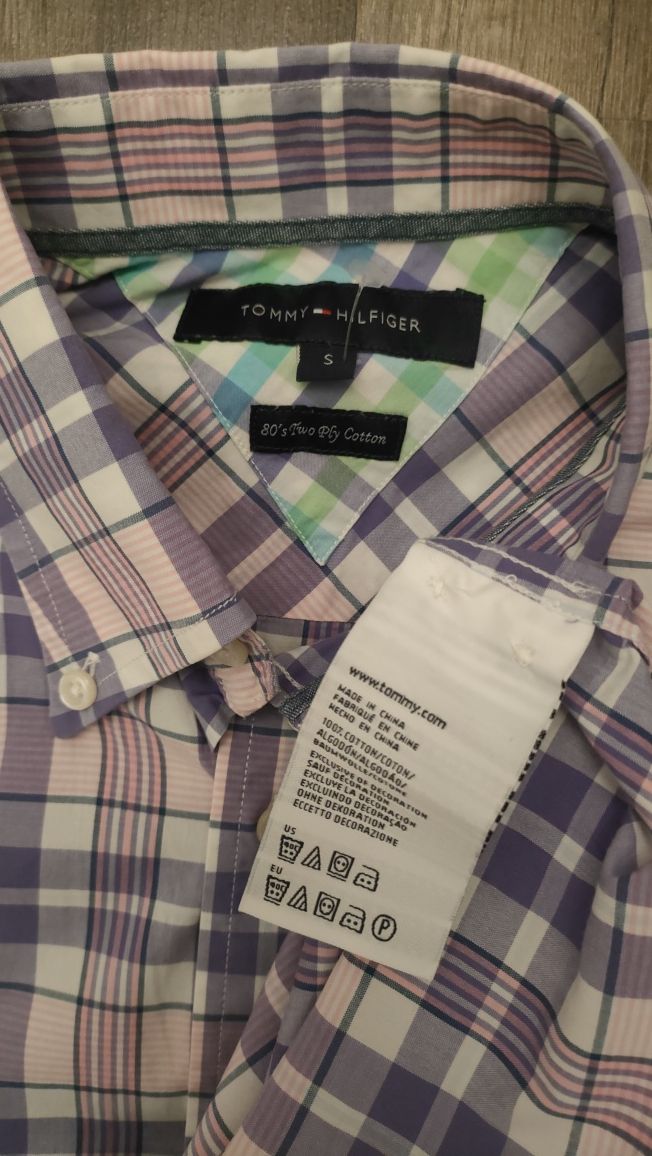 TOMMY HILFIGER
S
80's Two Ply Cotton
www.tommy.com
MADE IN CHINA
FABRIQUÉ EN CHINE
HECHO EN CHINA
100% COTTON/COTON/
ALGODÓN/ALGODÃO/
BAUMWOLLE/COTONE
EXCLUSIVE OF DECORATION
SAUF DÉCORATION
EXCLUYE LA DECORACIÓN
EXCLUINDO DECORAÇÃO
OHNE DEKORATION
ECCETTO DECORAZIONE
US
EU
P